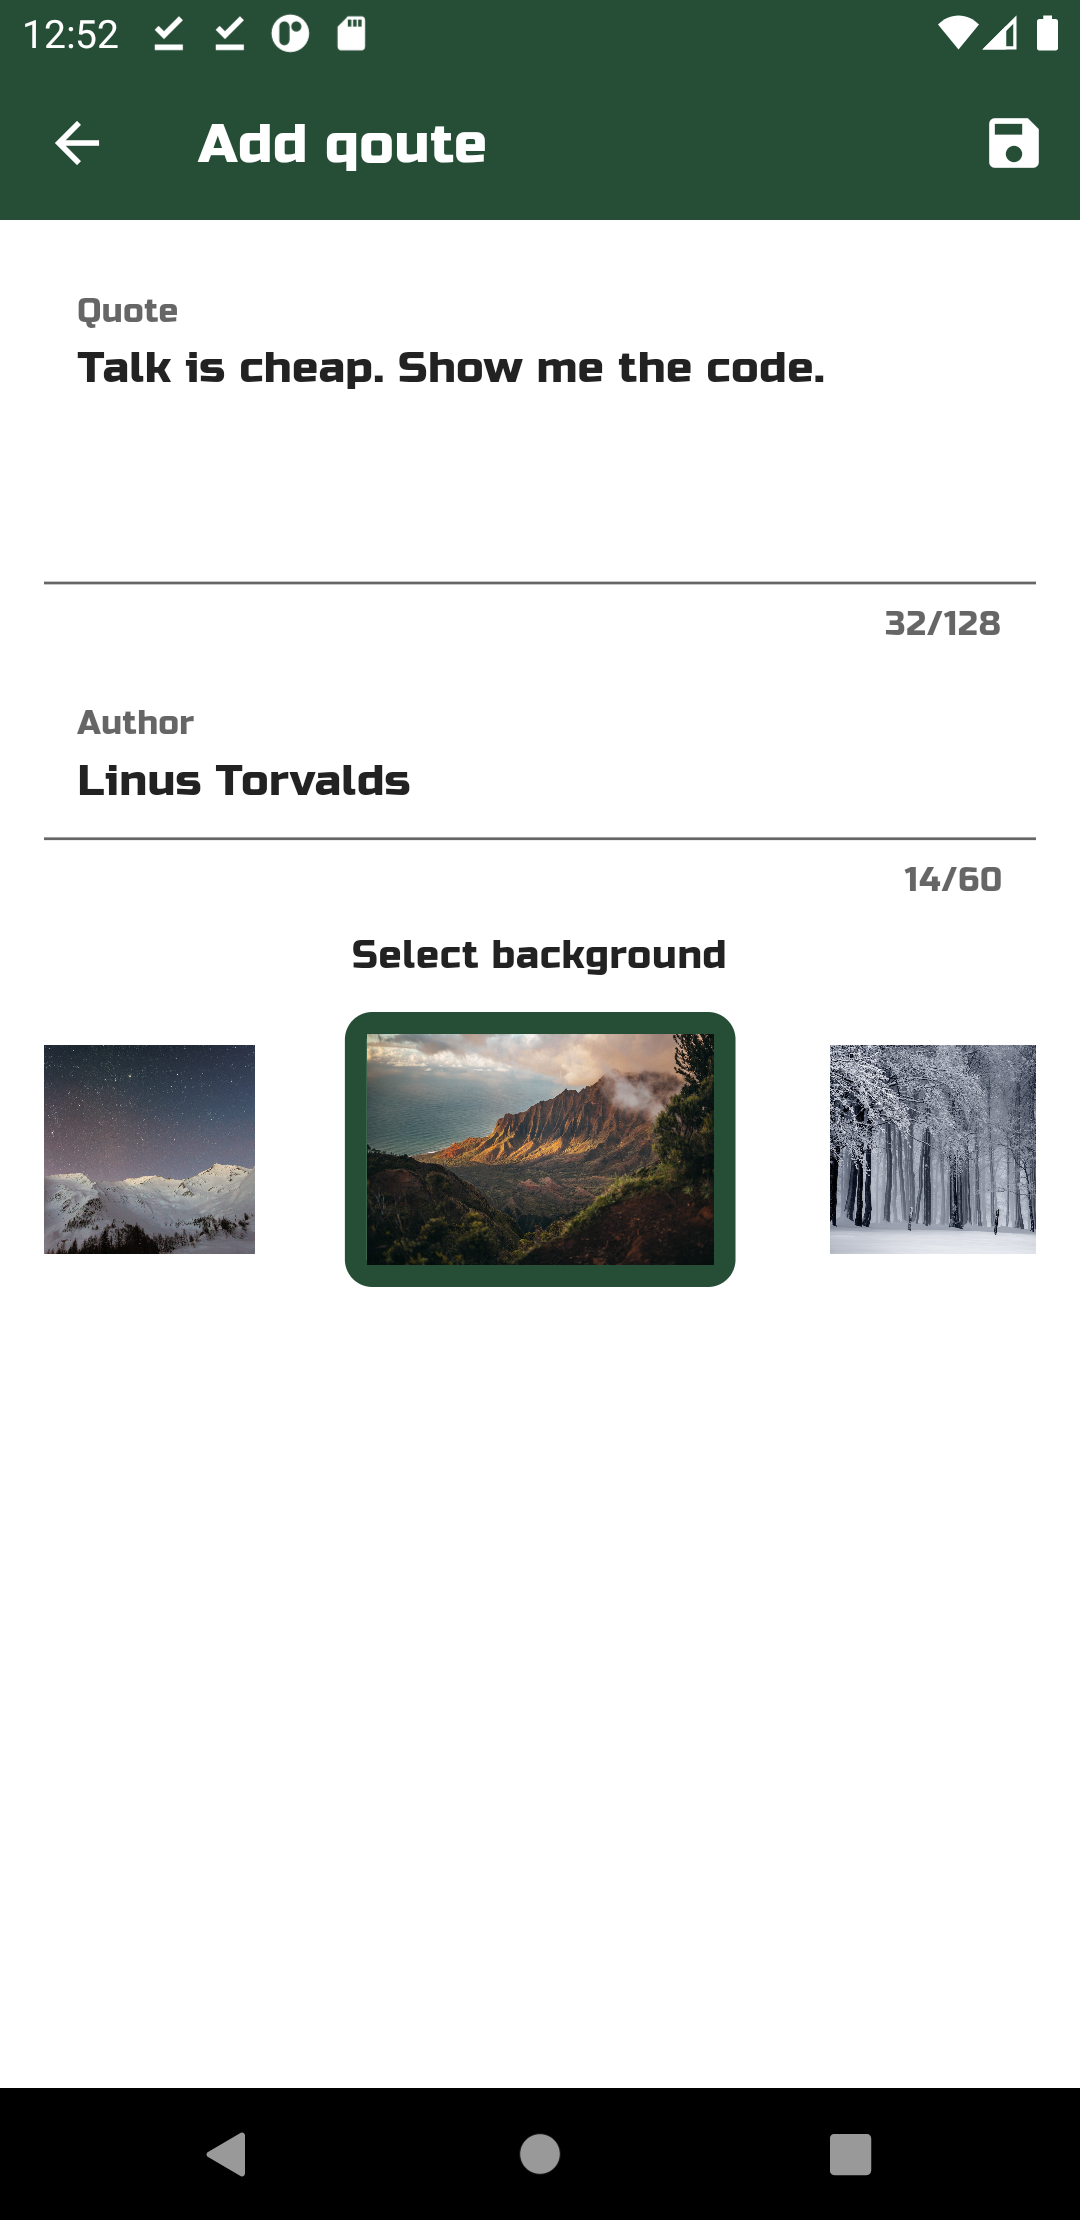 12:52
Add qoute
Quote
Talk is cheap. Show me the code.
32/128
Author
Linus Torvalds
14/60
Select background